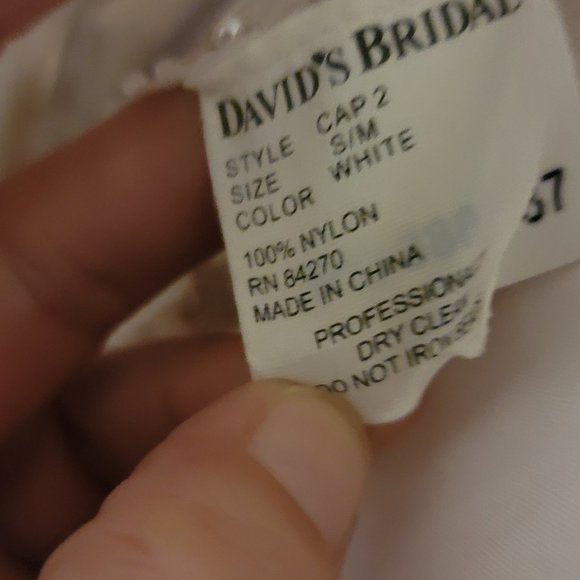 DAVID'S BRIDAL
STYLE CAP 2
SIZE S/M
COLOR WHITE
100% NYLON
RN 84270
MADE IN CHINA
PROFESSIONAL
DRY CLEAN
DO NOT IRON
67